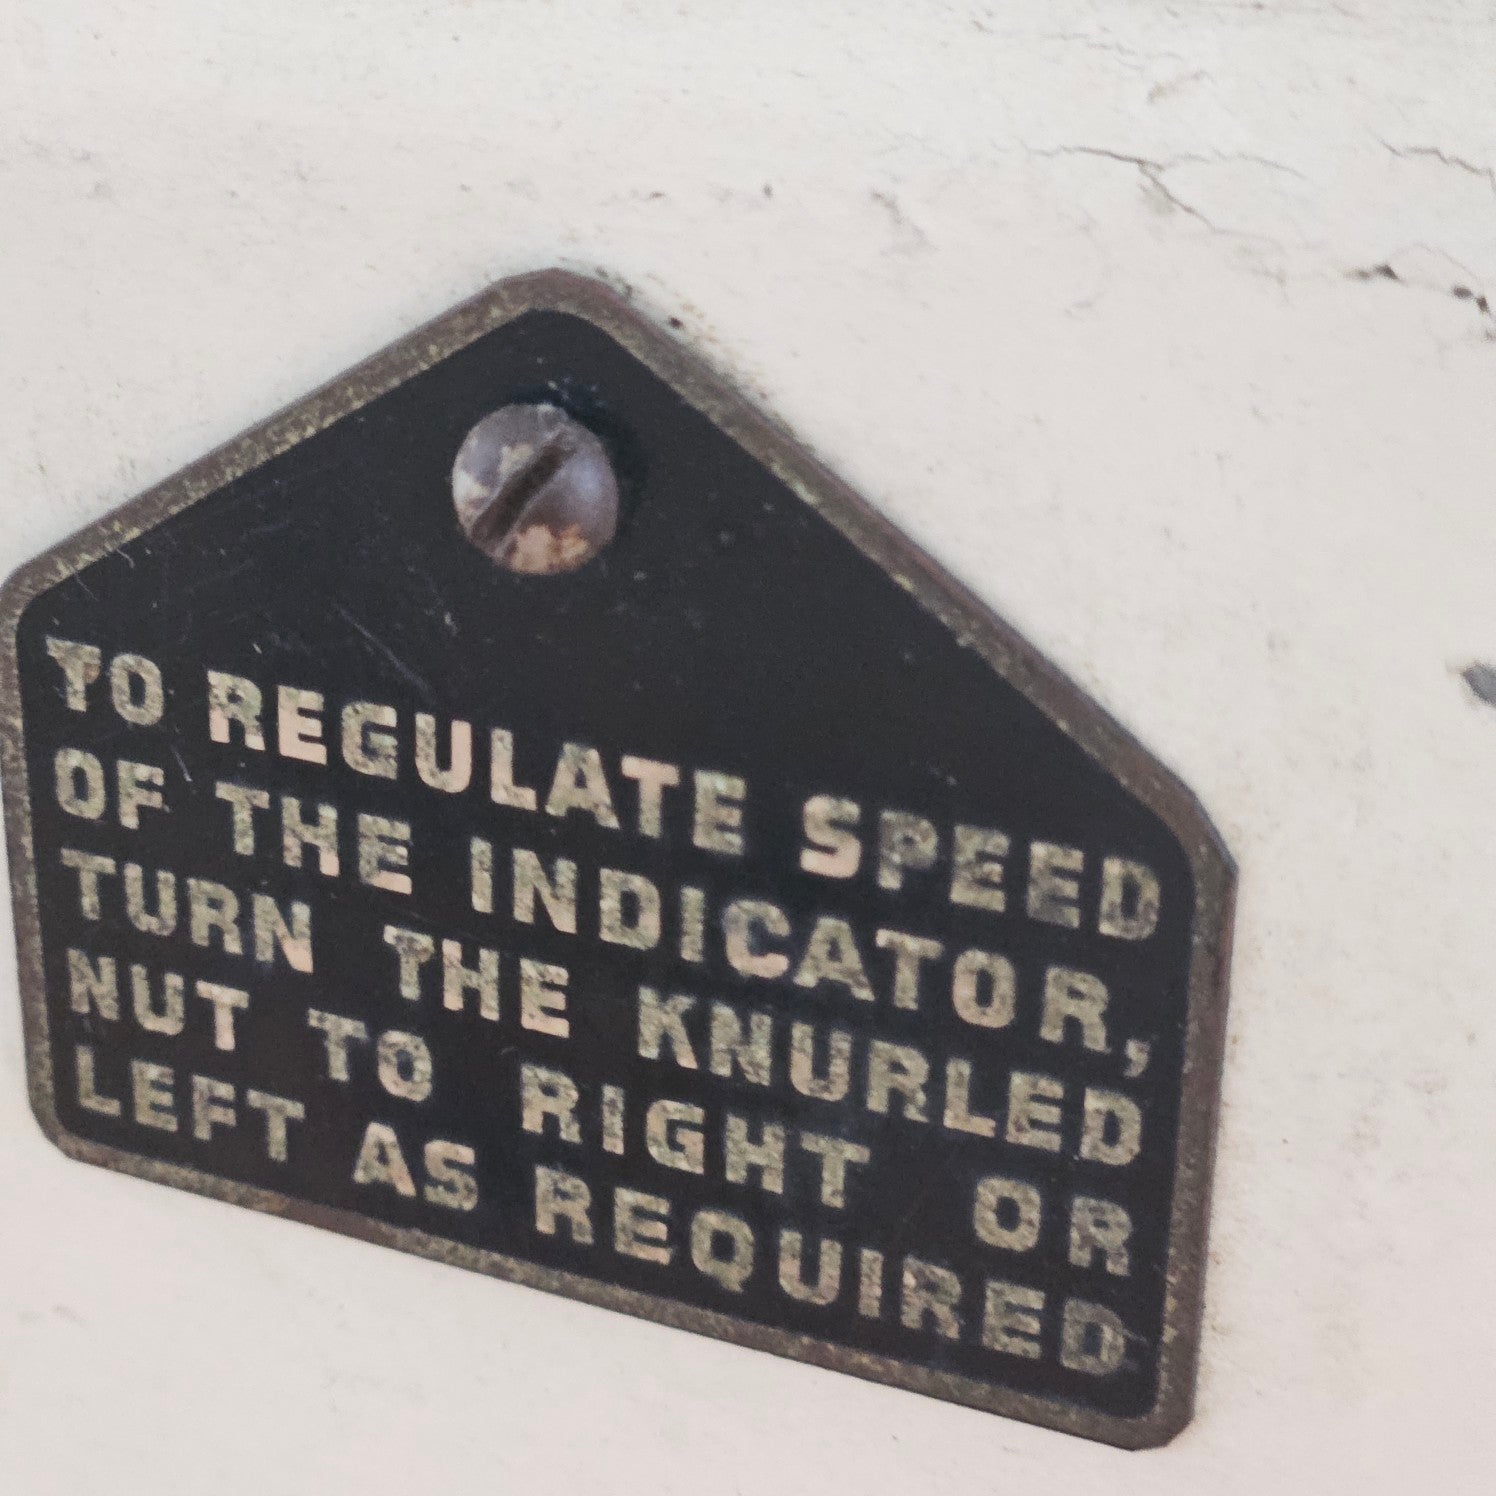 TO REGULATE SPEED
OF THE INDICATOR,
TURN THE KNURLED
NUT TO RIGHT OR
LEFT AS REQUIRED